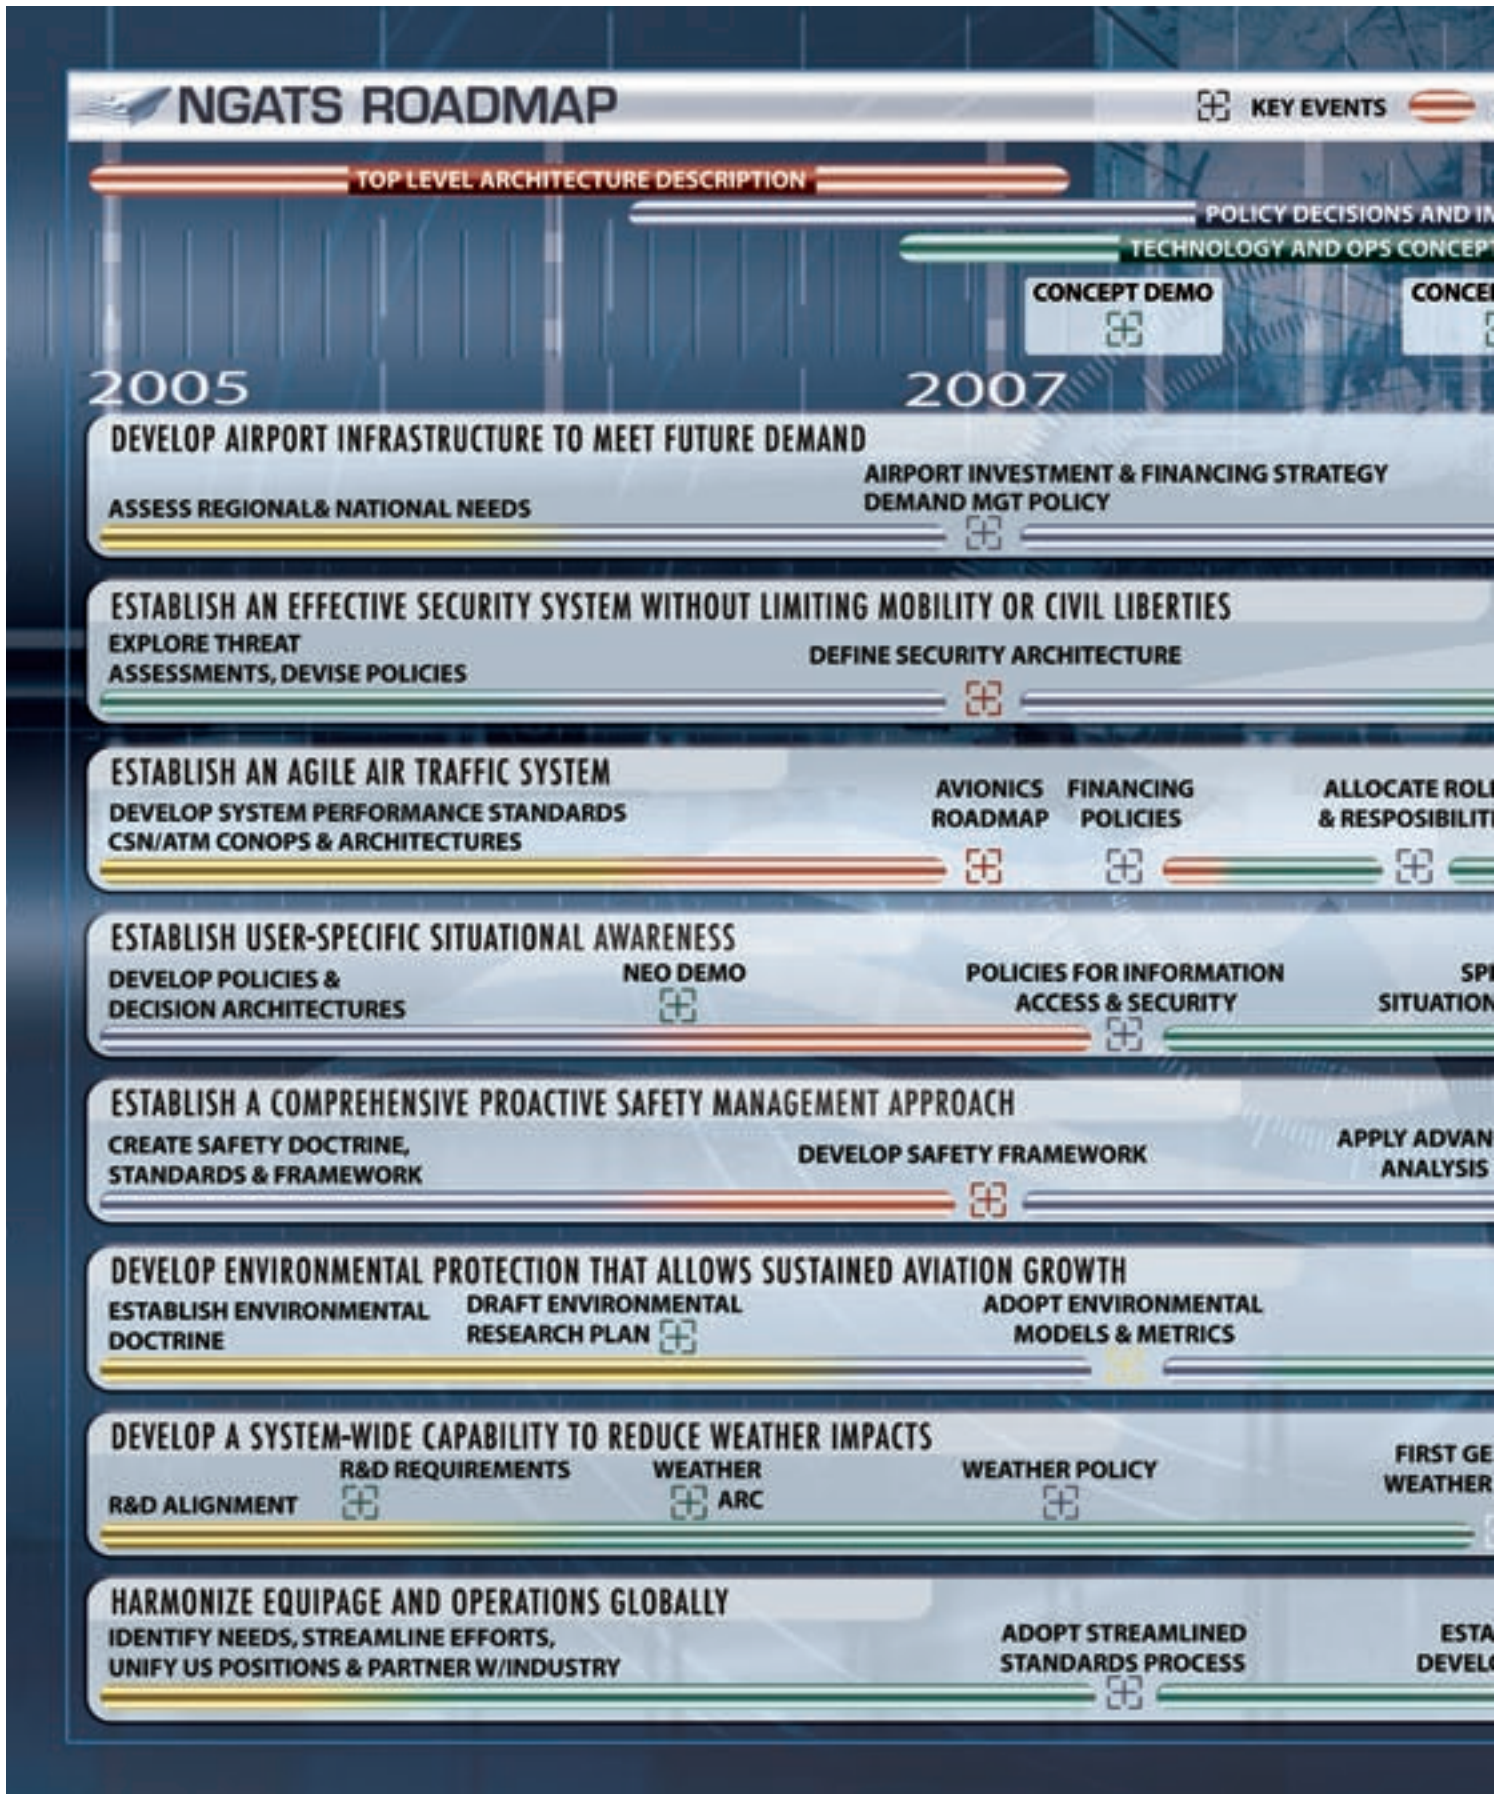 NGATS ROADMAP
KEY EVENTS
TOP LEVEL ARCHITECTURE DESCRIPTION
POLICY DECISIONS AND
TECHNOLOGY AND OPS
CONCEPT DEMO
2005
2007
DEVELOP AIRPORT INFRASTRUCTURE TO MEET FUTURE DEMAND
AIRPORT INVESTMENT & FINANCING STRATEGY
DEMAND MGT POLICY
ASSESS REGIONAL& NATIONAL NEEDS
ESTABLISH AN EFFECTIVE SECURITY SYSTEM WITHOUT LIMITING MOBILITY OR CIVIL LIBERTIES
EXPLORE THREAT
ASSESSMENTS, DEVISE POLICIES
DEFINE SECURITY ARCHITECTURE
ESTABLISH AN AGILE AIR TRAFFIC SYSTEM
DEVELOP SYSTEM PERFORMANCE STANDARDS
CSN/ATM CONOPS & ARCHITECTURES
AVIONICS
ROADMAP
FINANCING
POLICIES
ALLOCATE
&
ESTABLISH USER-SPECIFIC SITUATIONAL AWARENESS
DEVELOP POLICIES &
DECISION ARCHITECTURES
NEO DEMO
POLICIES FOR INFORMATION
ACCESS & SECURITY
ESTABLISH A COMPREHENSIVE PROACTIVE SAFETY MANAGEMENT APPROACH
CREATE SAFETY DOCTRINE,
STANDARDS & FRAMEWORK
DEVELOP SAFETY FRAMEWORK
APPLY
ANALYSIS
DEVELOP ENVIRONMENTAL PROTECTION THAT ALLOWS SUSTAINED AVIATION GROWTH
ESTABLISH ENVIRONMENTAL
DOCTRINE
DRAFT ENVIRONMENTAL
RESEARCH PLAN
ADOPT ENVIRONMENTAL
MODELS & METRICS
DEVELOP A SYSTEM-WIDE CAPABILITY TO REDUCE WEATHER IMPACTS
R&D ALIGNMENT
R&D REQUIREMENTS
WEATHER
ARC
WEATHER POLICY
FIRST
WEATHER
HARMONIZE EQUIPAGE AND OPERATIONS GLOBALLY
IDENTIFY NEEDS, STREAMLINE EFFORTS,
UNIFY US POSITIONS & PARTNER W/INDUSTRY
ADOPT STREAMLINED
STANDARDS PROCESS